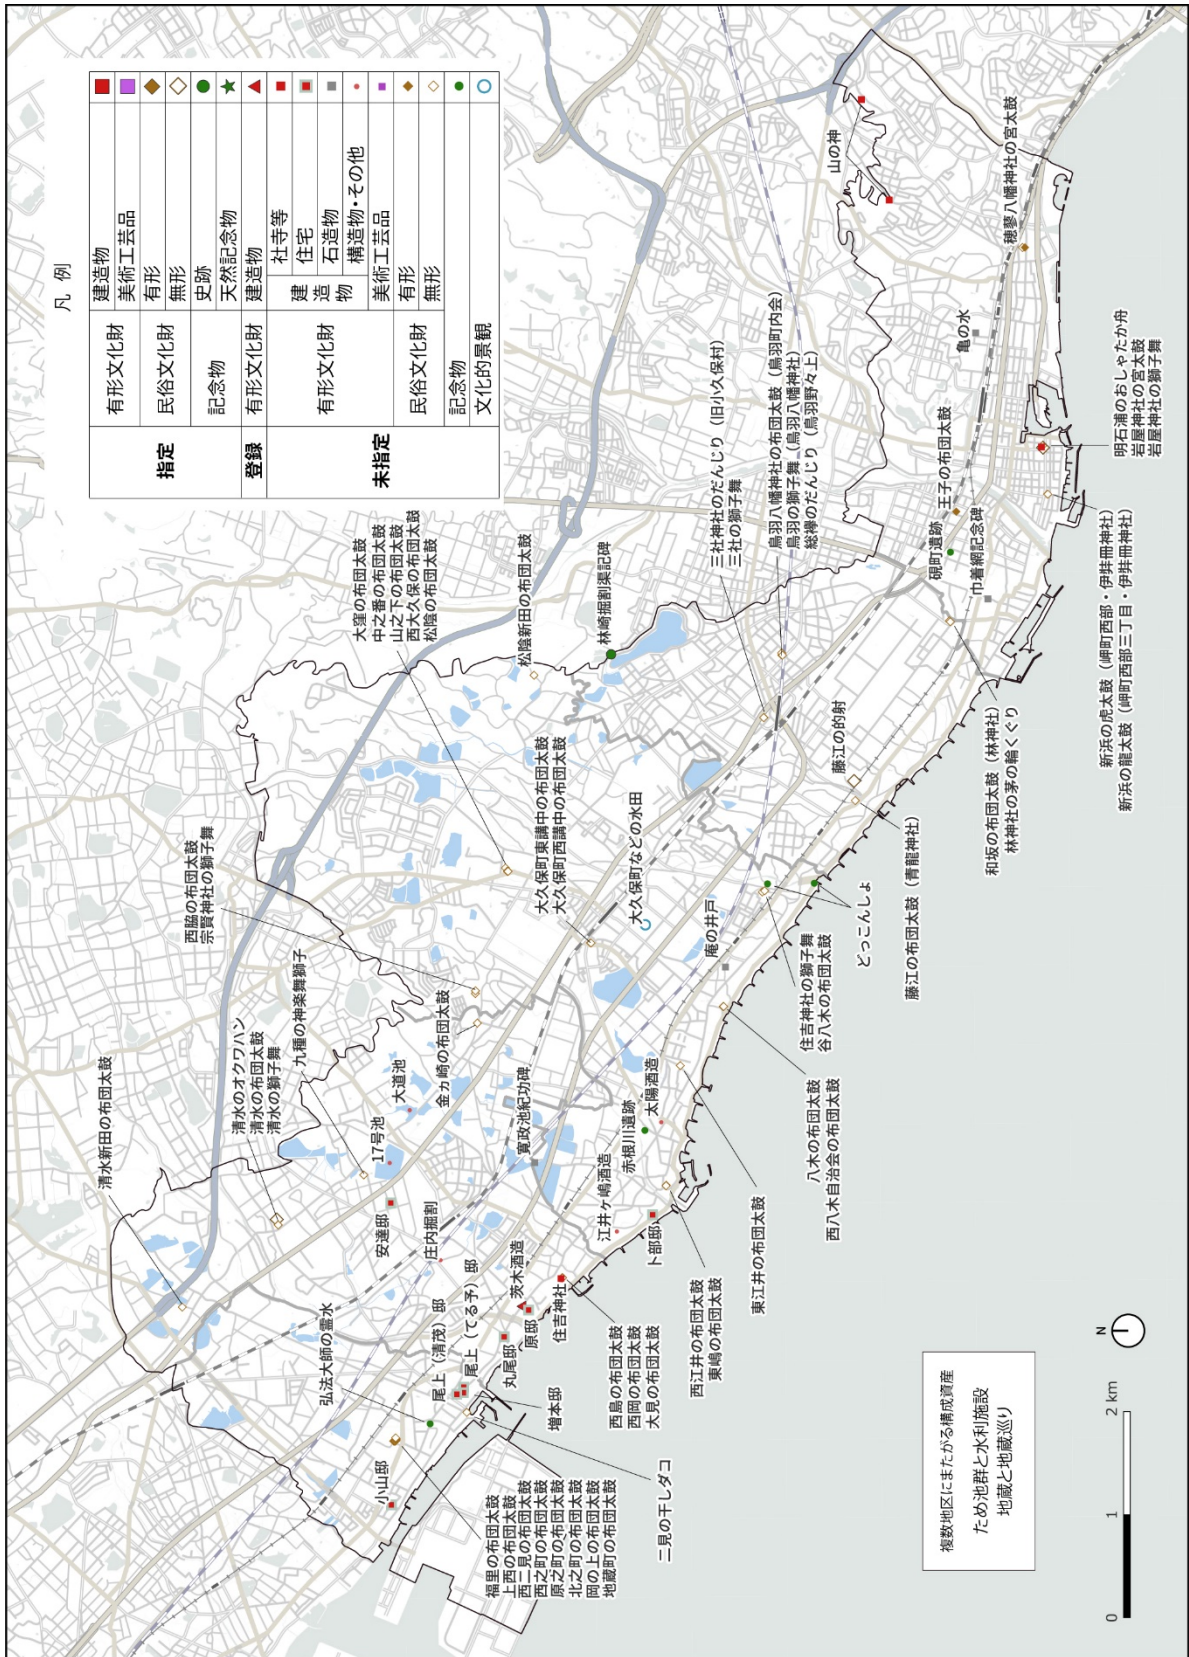 凡 例
指定
有形文化財
建造物
美術工芸品
民俗文化財
有形
無形
記念物
史跡
天然記念物
登録
有形文化財
建造物
未指定
有形文化財
建造物
社寺等
住宅
石造物
構造物・その他
美術工芸品
民俗文化財
有形
無形
記念物
文化的景観
清水新田の布団太鼓
清水のオクワハン
清水の布団太鼓
清水の獅子舞
九種の神楽舞獅子
西脇の布団太鼓
宗賢神社の獅子舞
大窪の布団太鼓
中之番の布団太鼓
山之下の布団太鼓
西大久保の布団太鼓
松陰の布団太鼓
松陰新田の布団太鼓
林崎掘割渠記碑
三社神社のだんじり（旧小久保村）
三社の獅子舞
鳥羽八幡神社の布団太鼓（鳥羽町内会）
鳥羽の獅子舞（鳥羽八幡神社）
総襷のだんじり（鳥羽野々上）
山の神
穂蓼八幡神社の宮太鼓
亀の水
王子の布団太鼓
硯町遺跡
巾着網記念碑
明石浦のおしゃたか舟
岩屋神社の宮太鼓
岩屋神社の獅子舞
新浜の虎太鼓（岬町西部・伊弉冊神社）
新浜の龍太鼓（岬町西部三丁目・伊弉冊神社）
和坂の布団太鼓（林神社）
林神社の茅の輪くぐり
藤江の的射
藤江の布団太鼓（青龍神社）
どっこんしょ
住吉神社の獅子舞
谷八木の布団太鼓
庵の井戸
大久保町などの水田
大久保町東講中の布団太鼓
大久保町西講中の布団太鼓
八木の布団太鼓
西八木自治会の布団太鼓
東江井の布団太鼓
西江井の布団太鼓
東嶋の布団太鼓
太陽酒造
赤根川遺跡
江井ヶ嶋酒造
卜部邸
寛政池紀功碑
金ヵ崎の布団太鼓
大道池
17号池
安達邸
庄内掘割
茨木酒造
原邸
住吉神社
西島の布団太鼓
西岡の布団太鼓
大見の布団太鼓
丸尾邸
尾上（てる予）邸
尾上（清茂）邸
増本邸
弘法大師の霊水
小山邸
二見の干しダコ
福里の布団太鼓
上西の布団太鼓
西二見の布団太鼓
西之町の布団太鼓
原之町の布団太鼓
北之町の布団太鼓
岡の上の布団太鼓
地蔵町の布団太鼓
複数地区にまたがる構成資産
ため池群と水利施設
地蔵と地蔵巡り
N
0 1 2 km